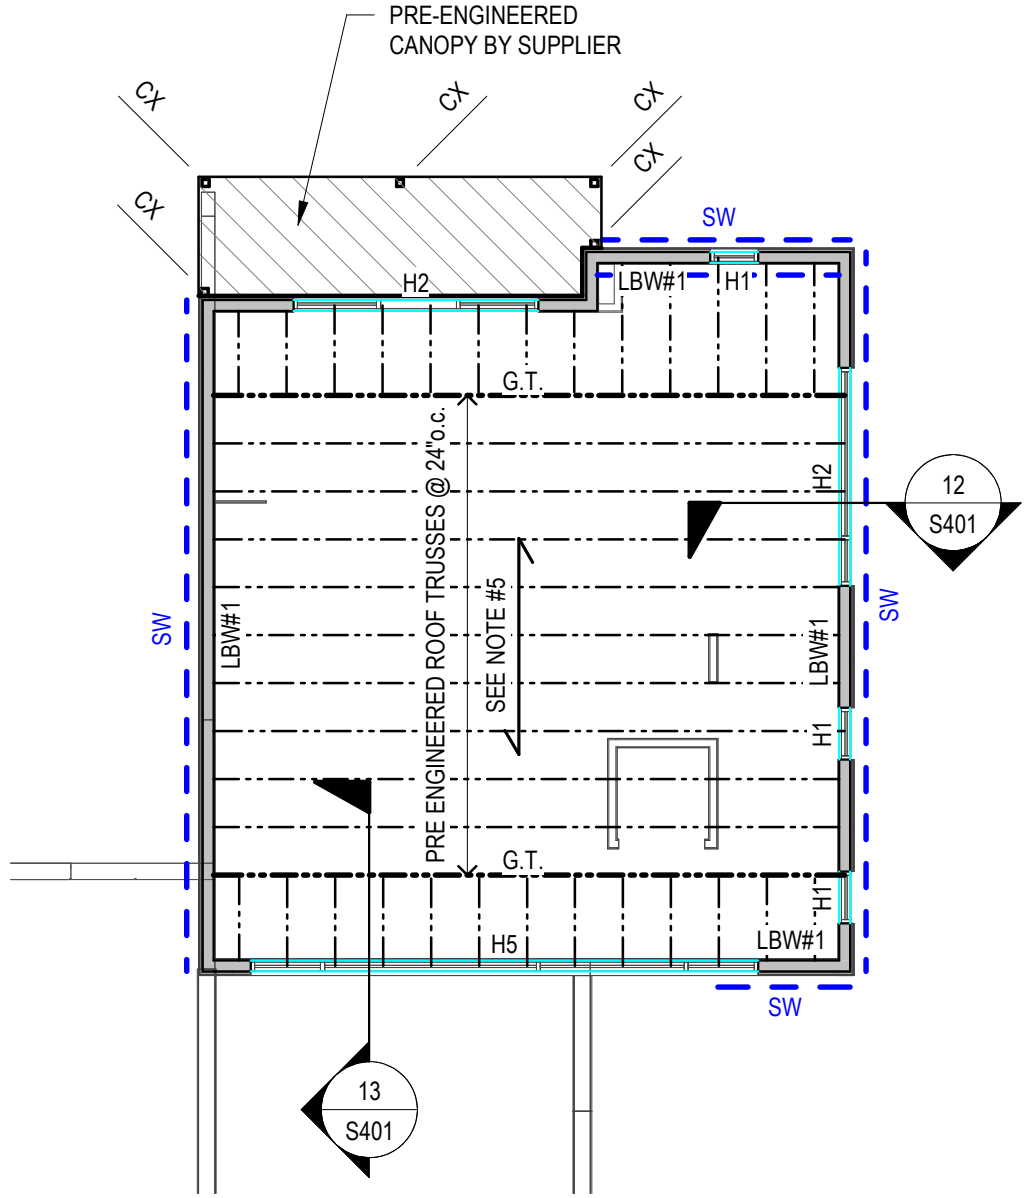 PRE-ENGINEERED
CANOPY BY SUPPLIER
CX
CX
CX
CX
CX
SW
H2
LBW#1
H1
G.T.
PRE ENGINEERED ROOF TRUSSES @ 24"o.c.
H2
12
S401
SEE NOTE #5
SW
LBW#1
LBW#1
SW
H1
G.T.
H1
H5
LBW#1
SW
13
S401